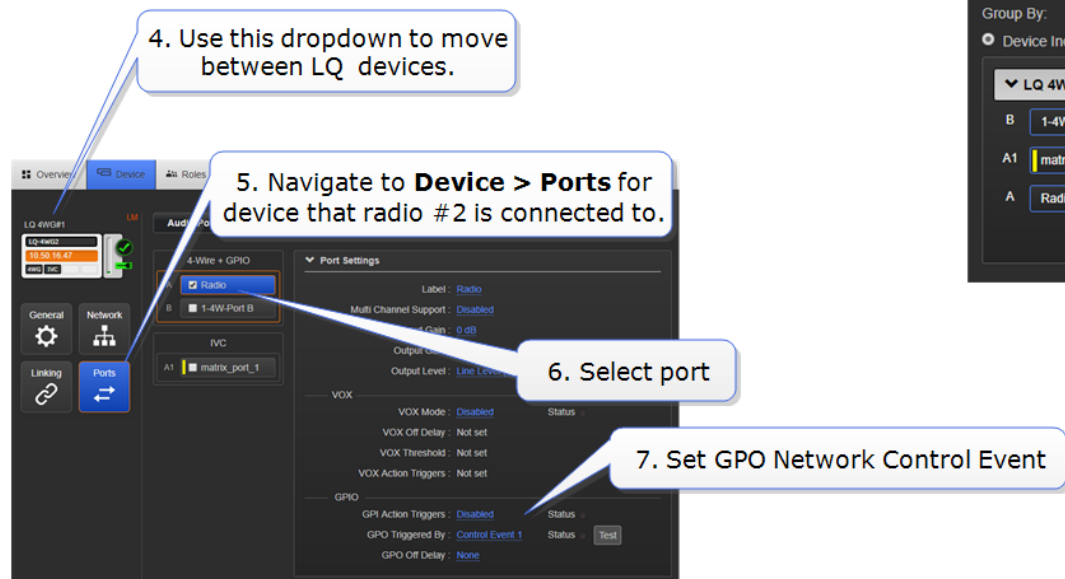 4. Use this dropdown to move
between LQ devices.
Group By:
Device In
LQ 4W
B 1-4W
A1 matr
A Radi
Overview Device Roles
5. Navigate to Device > Ports for
device that radio #2 is connected to.
LQ 4WG#1 LM
LQ-4WG2
10.50.16.47
4WG IVC
General Network
Linking Ports
4-Wire + GPIO
A Radio
B 1-4W-Port B
IVC
A1 matrix_port_1
Port Settings
Label : Radio
Multi Channel Support : Disabled
Gain : 0 dB
Output
Output Level : Line Level
6. Select port
VOX
VOX Mode : Disabled Status
VOX Off Delay : Not set
VOX Threshold : Not set
VOX Action Triggers : Not set
7. Set GPO Network Control Event
GPIO
GPI Action Triggers : Disabled Status
GPO Triggered By : Control Event 1 Status Test
GPO Off Delay : None